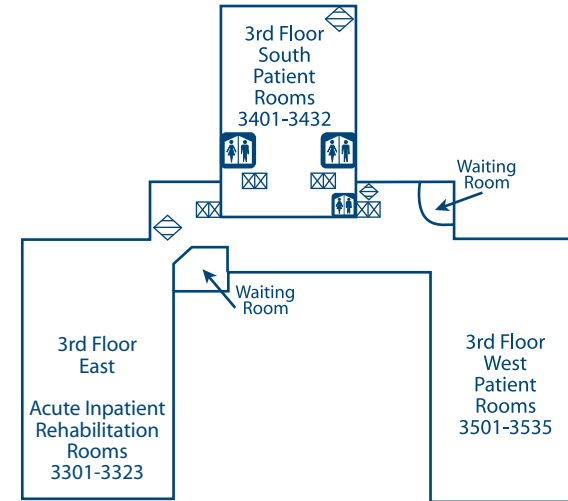 3rd Floor
South
Patient
Rooms
3401-3432
Waiting
Room
Waiting
Room
3rd Floor
East
Acute Inpatient
Rehabilitation
Rooms
3301-3323
3rd Floor
West
Patient
Rooms
3501-3535